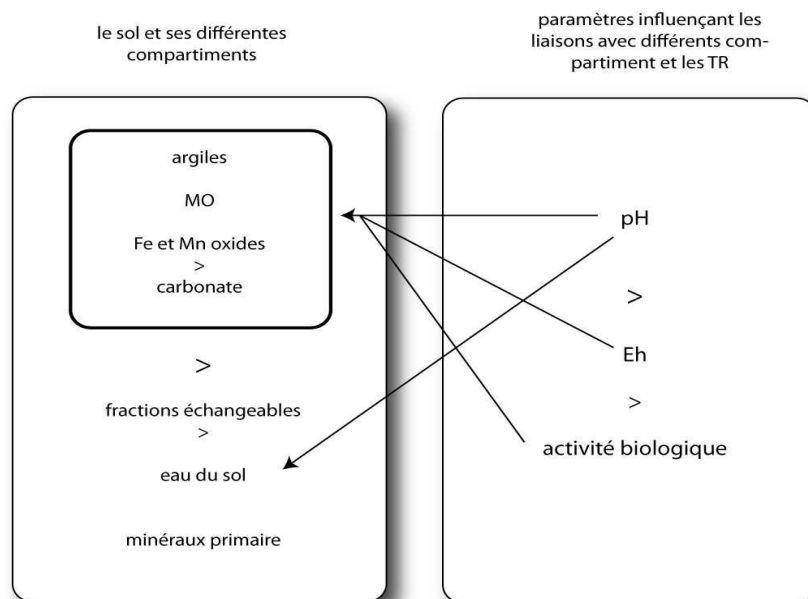 le sol et ses différentes
compartiments
argiles
MO
Fe et Mn oxides
>
carbonate
>
fractions échangeables
>
eau du sol
minéraux primaire
paramètres influençant les
liaisons avec différents com-
partiment et les TR
pH
>
Eh
>
activité biologique